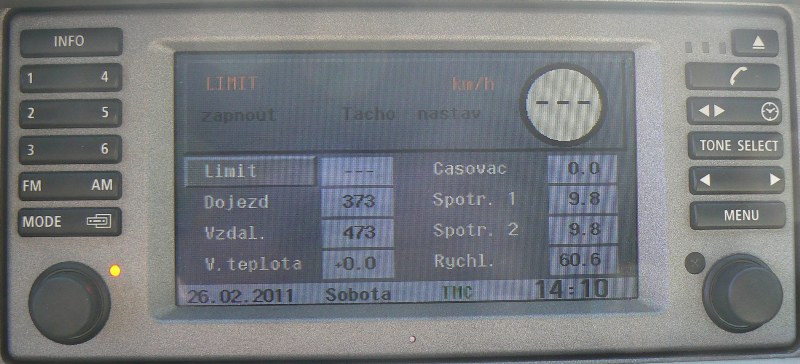 INFO
1 4
2 5
3 6
FM AM
MODE
LIMIT km/h
zapnout Tacho nastav
---
Limit ---
Dojezd 373
Vzdal. 473
V.teplota +0.0
Casovac 0.0
Spotr. 1 9.8
Spotr. 2 9.8
Rychl. 60.6
26.02.2011 Sobota TMC 14:10
TONE SELECT
MENU